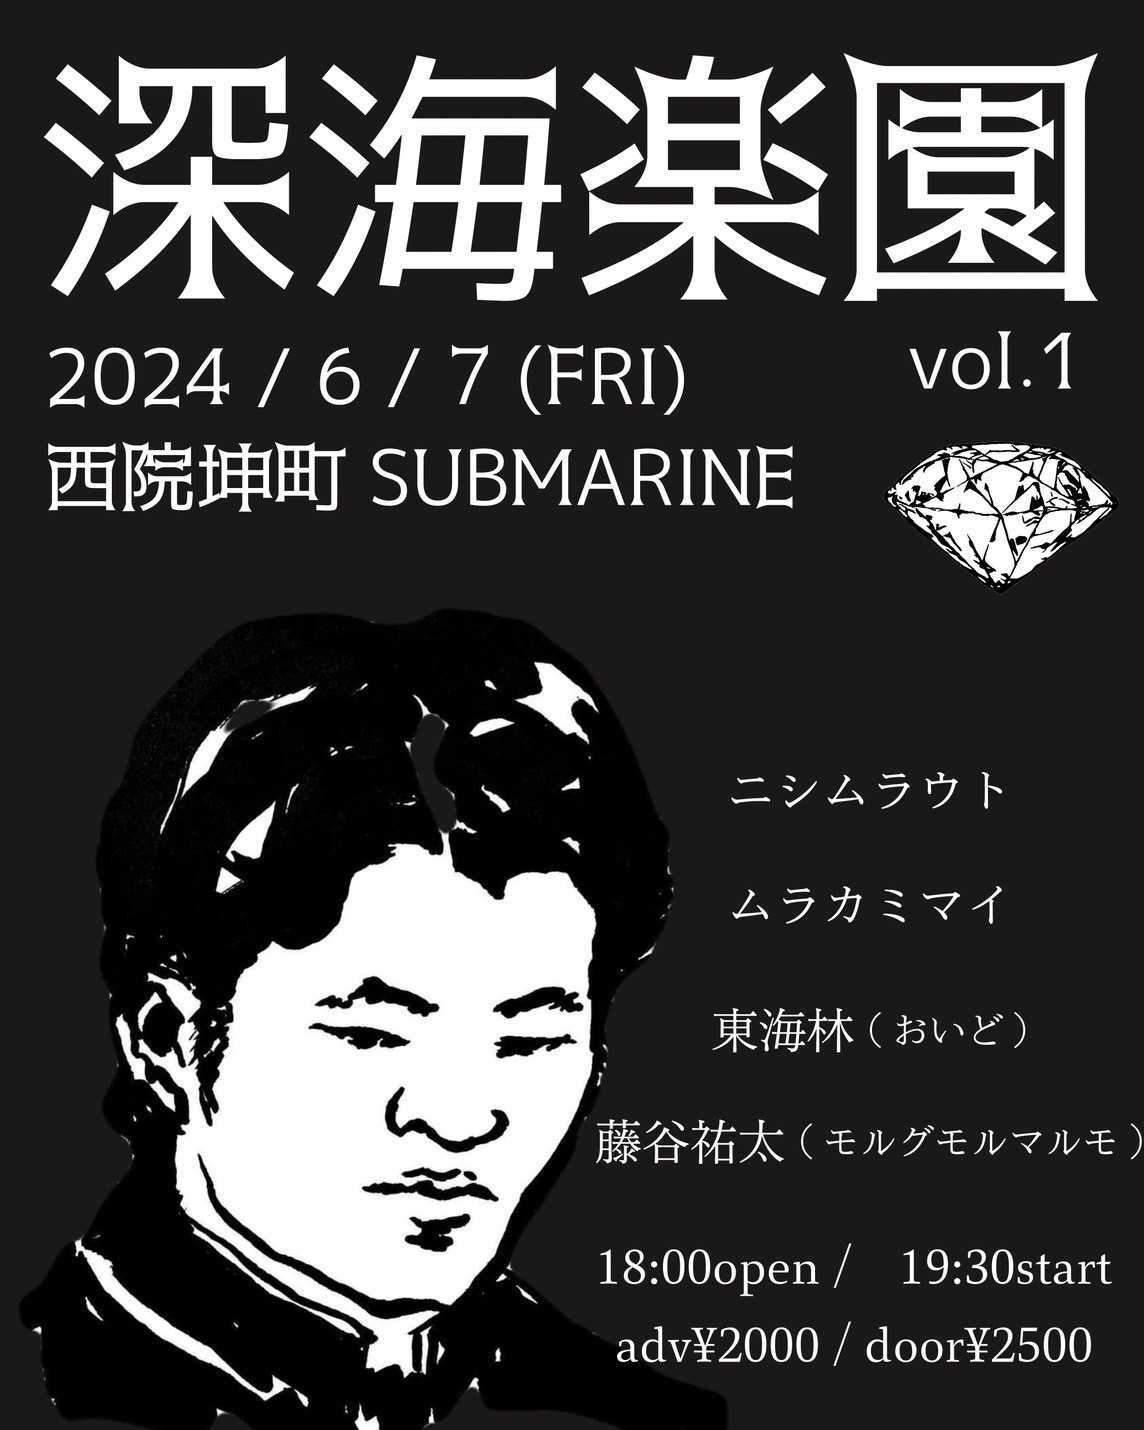 深海楽園
2024 / 6 / 7 (FRI)
vol.1
西院坤町 SUBMARINE
ニシムラウト
ムラカミマイ
東海林（おいど）
藤谷祐太（モルグモルマルモ）
18:00open /　19:30start
adv¥2000 / door¥2500